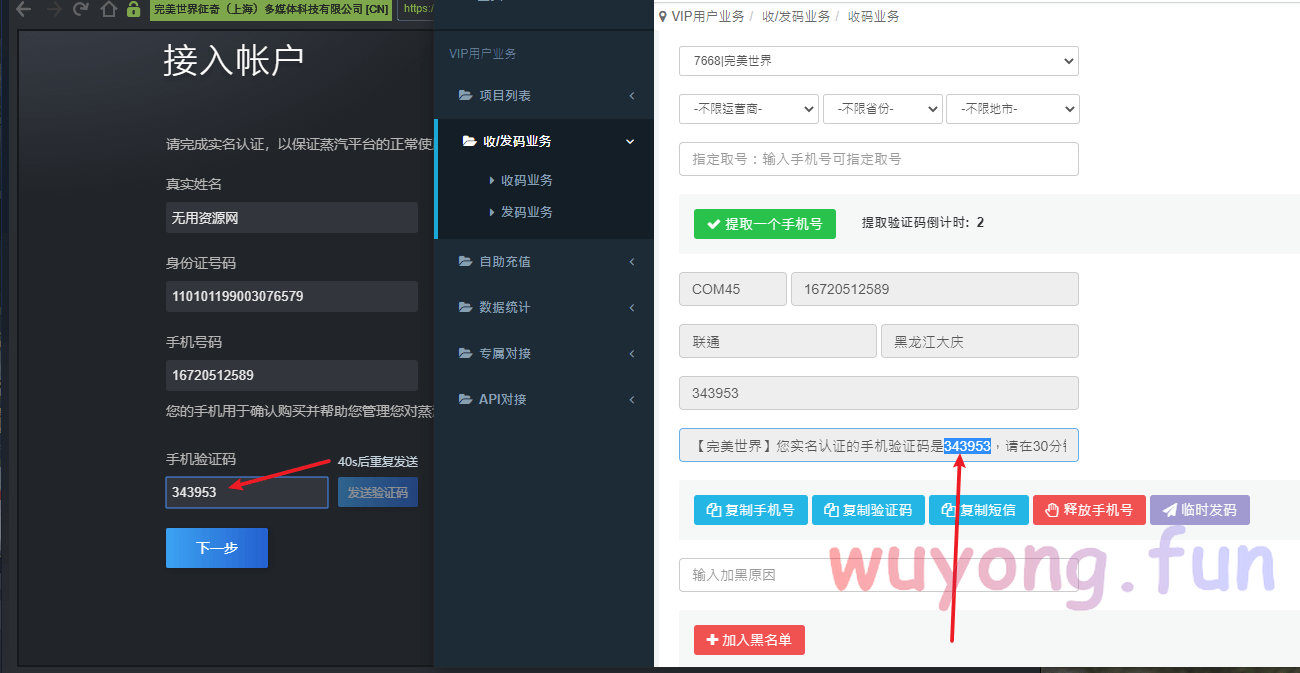 完美世界征奇（上海）多媒体科技有限公司 [CN]
https:/
接入帐户
请完成实名认证，以保证蒸汽平台的正常使
真实姓名
无用资源网
身份证号码
110101199003076579
手机号码
16720512589
您的手机用于确认购买并帮助您管理您对蒸
手机验证码
40s后重复发送
343953
发送验证码
下一步
VIP用户业务
项目列表
收/发码业务
收码业务
发码业务
自助充值
数据统计
专属对接
API对接
VIP用户业务 / 收/发码业务 / 收码业务
7668|完美世界
-不限运营商-
-不限省份-
-不限地市-
指定取号：输入手机号可指定取号
提取一个手机号
提取验证码倒计时: 2
COM45
16720512589
联通
黑龙江大庆
343953
【完美世界】您实名认证的手机验证码是343953，请在30分
复制手机号
复制验证码
复制短信
释放手机号
临时发码
输入加黑原因
wuyong.fun
加入黑名单